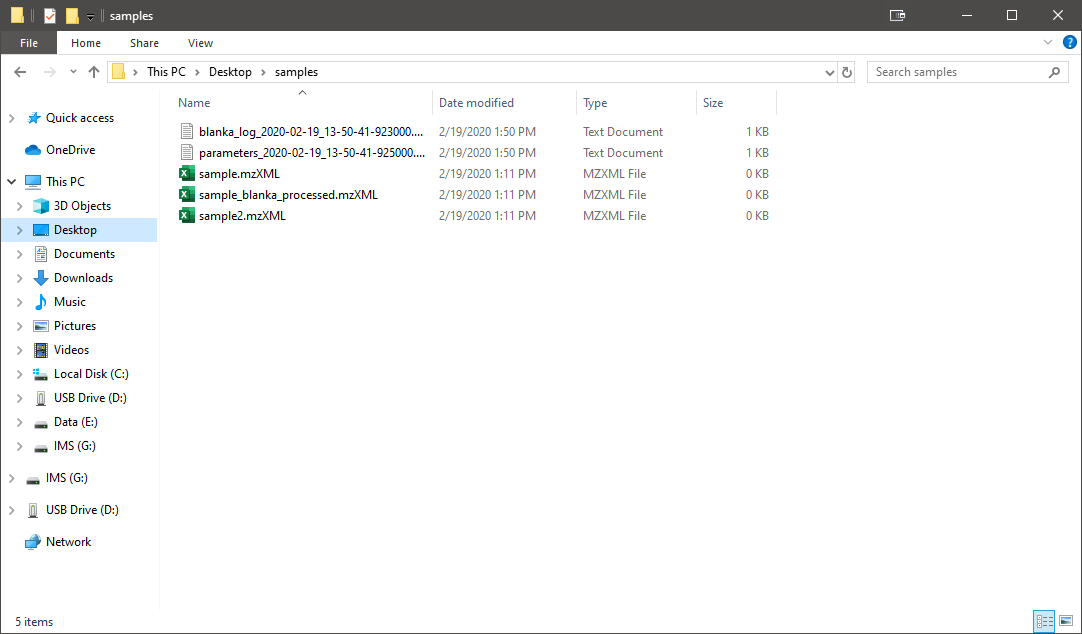 samples
File Home Share View
This PC Desktop samples
Search samples
Name Date modified Type Size
blanka_log_2020-02-19_13-50-41-923000.... 2/19/2020 1:50 PM Text Document 1 KB
parameters_2020-02-19_13-50-41-925000.... 2/19/2020 1:50 PM Text Document 1 KB
sample.mzXML 2/19/2020 1:11 PM MZXML File 0 KB
sample_blanka_processed.mzXML 2/19/2020 1:11 PM MZXML File 0 KB
sample2.mzXML 2/19/2020 1:11 PM MZXML File 0 KB
Quick access
OneDrive
This PC
3D Objects
Desktop
Documents
Downloads
Music
Pictures
Videos
Local Disk (C:)
USB Drive (D:)
Data (E:)
IMS (G:)
IMS (G:)
USB Drive (D:)
Network
5 items